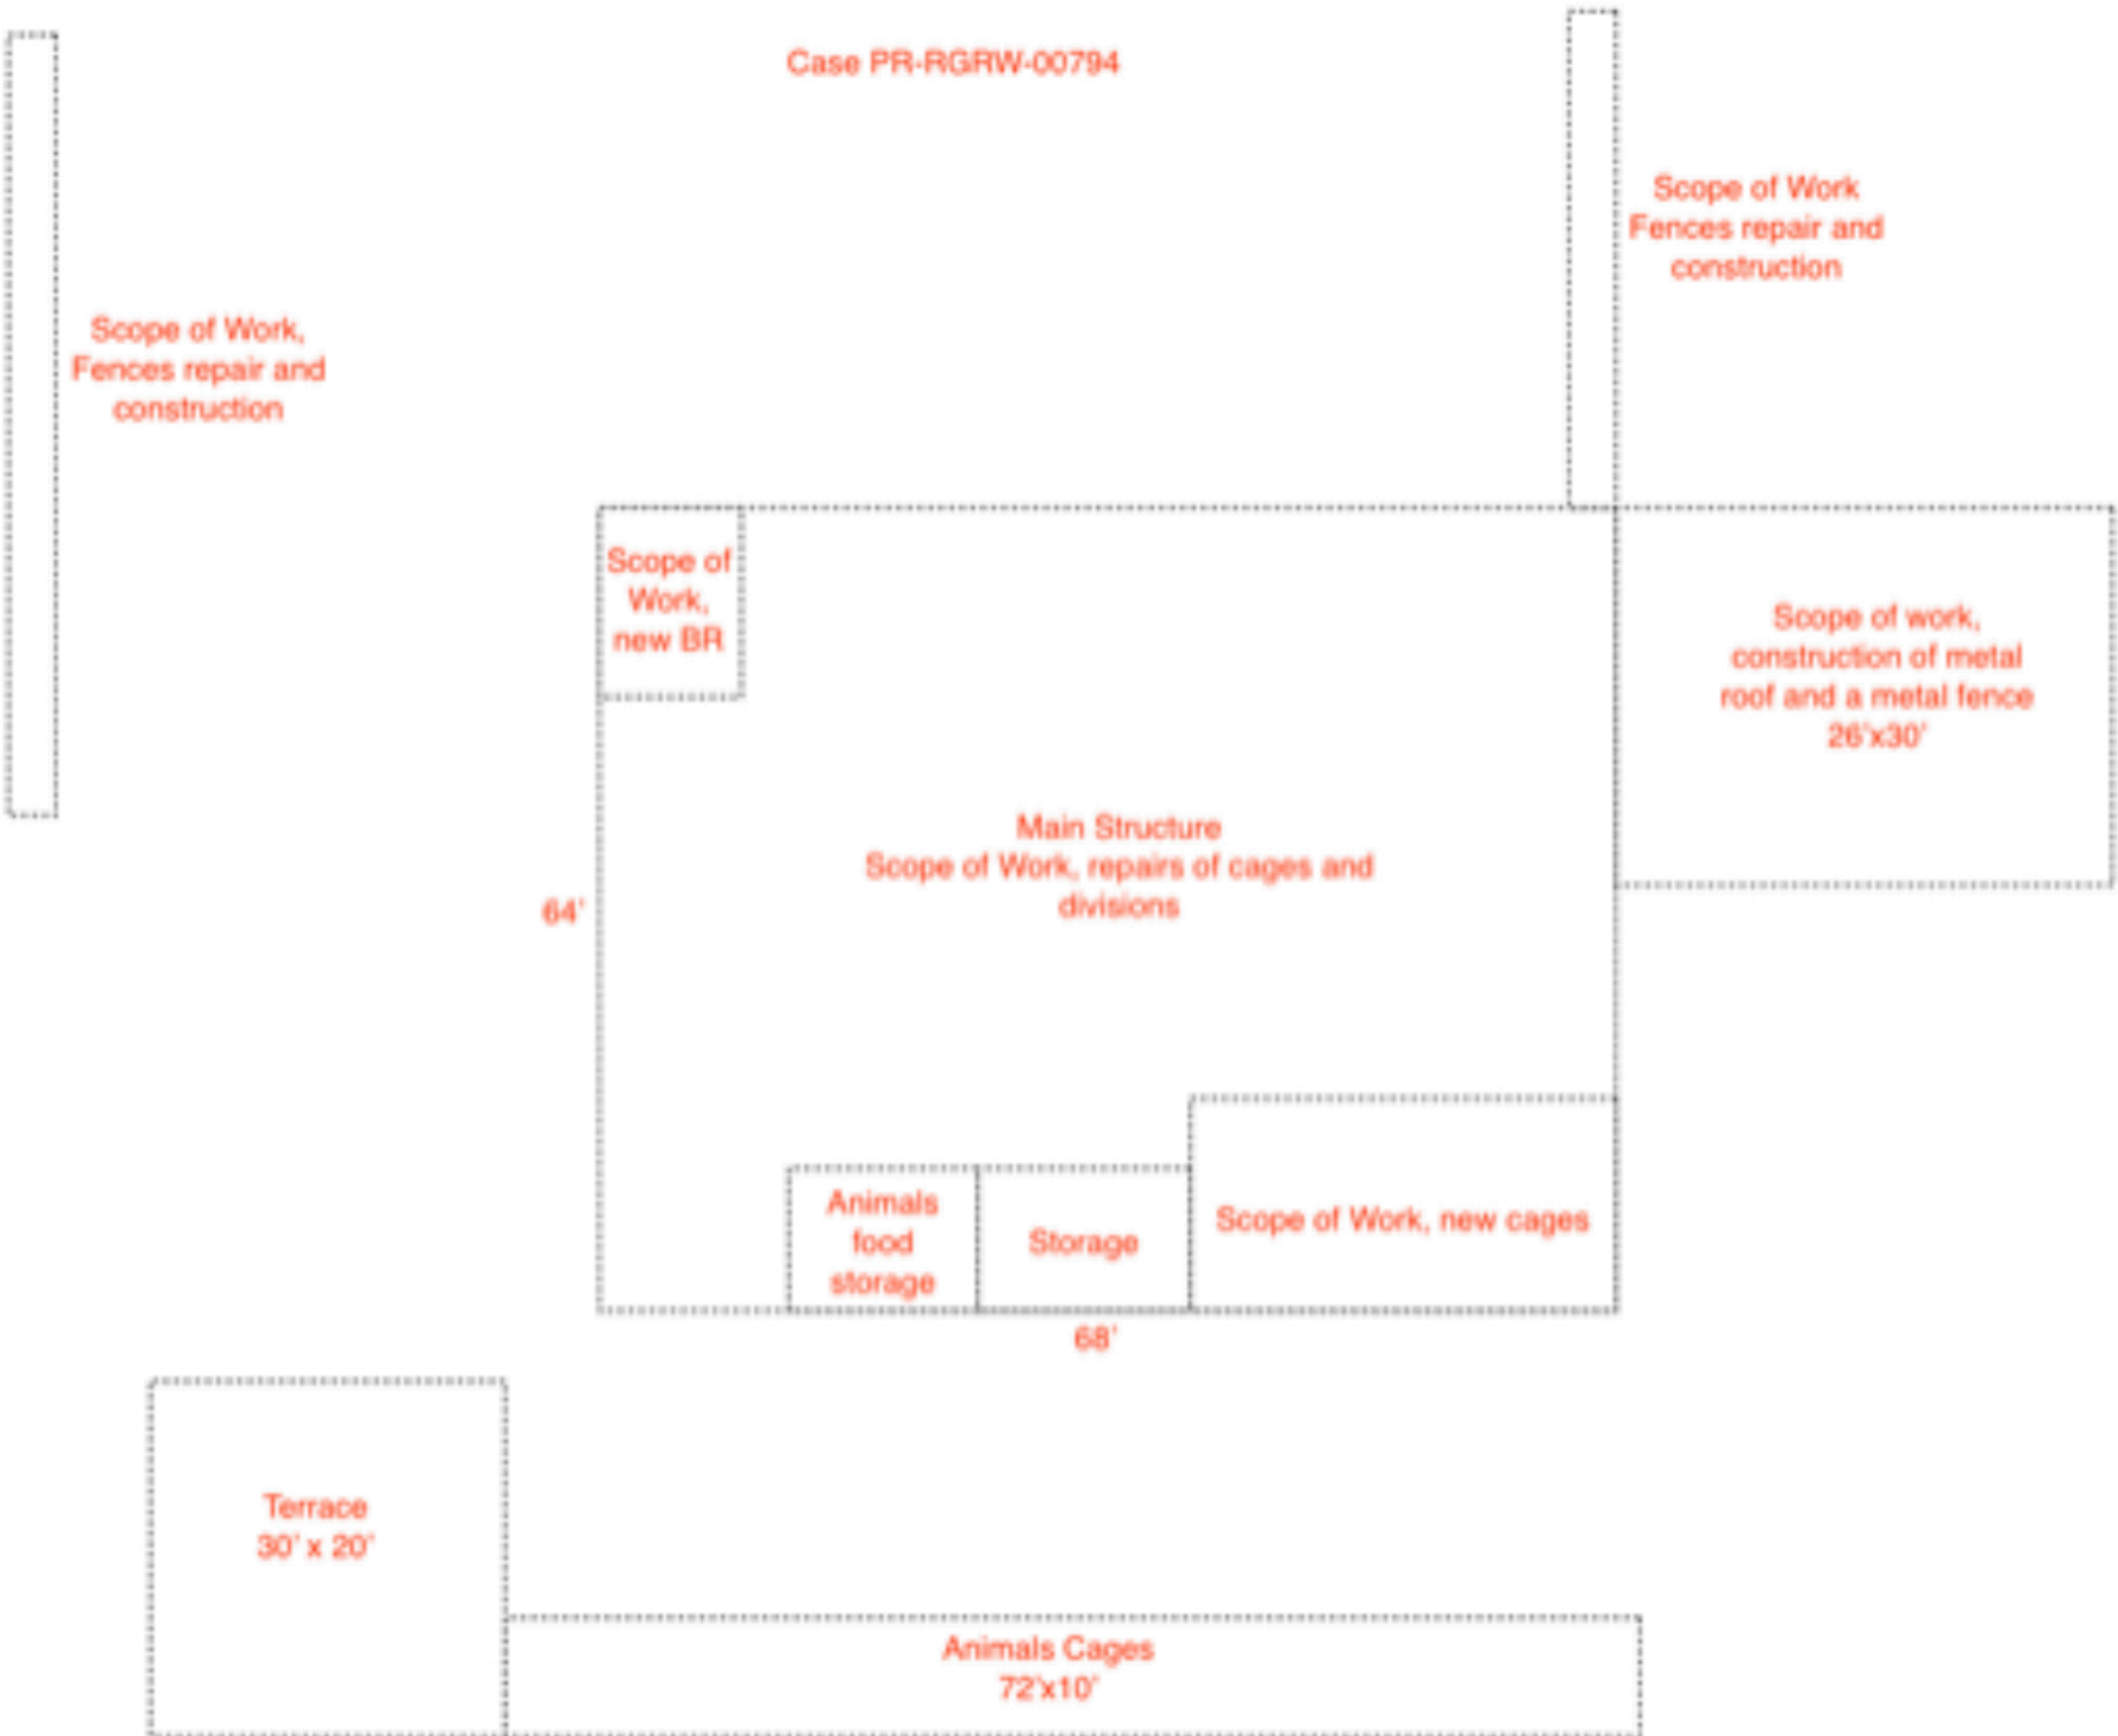 Case PR-RGRW-00794
Scope of Work
Fences repair and
construction
Scope of Work,
Fences repair and
construction
Scope of
Work,
new BR
Scope of work,
construction of metal
roof and a metal fence
26'x30'
Main Structure
Scope of Work, repairs of cages and
divisions
64'
Animals
food
storage
Storage
Scope of Work, new cages
68'
Terrace
30' x 20'
Animals Cages
72'x10'